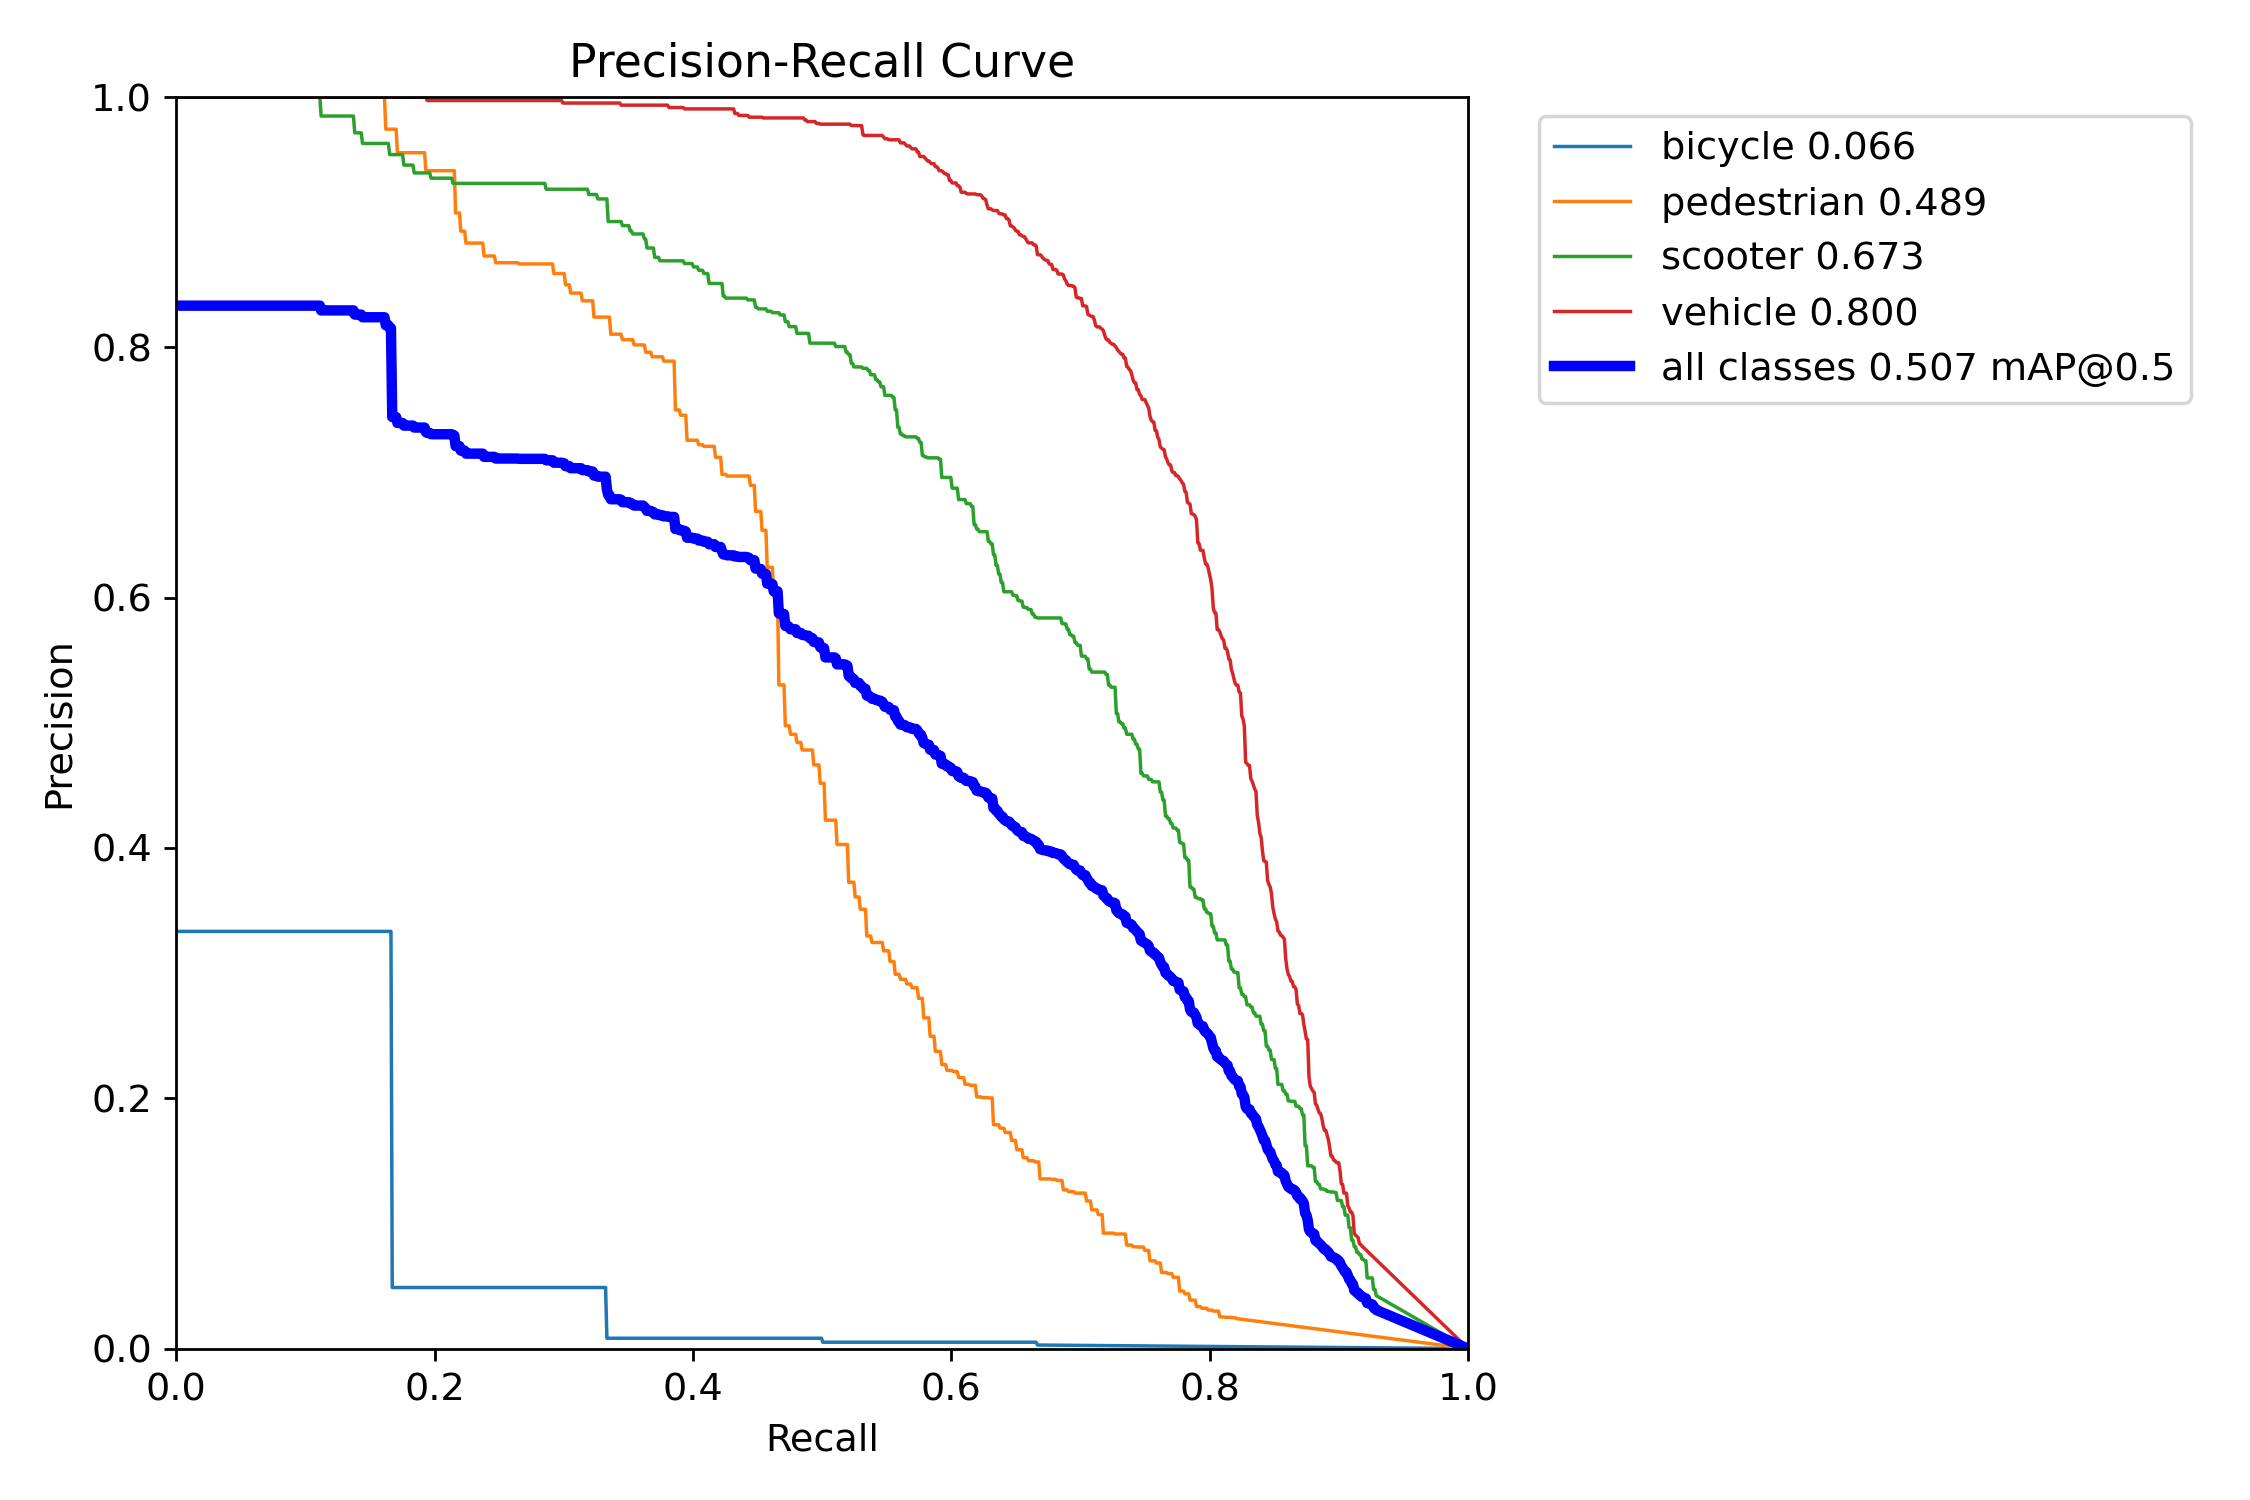 Precision-Recall Curve
1.0
0.8
0.6
0.4
0.2
0.0
Precision
0.0 0.2 0.4 0.6 0.8 1.0
Recall
bicycle 0.066
pedestrian 0.489
scooter 0.673
vehicle 0.800
all classes 0.507 mAP@0.5